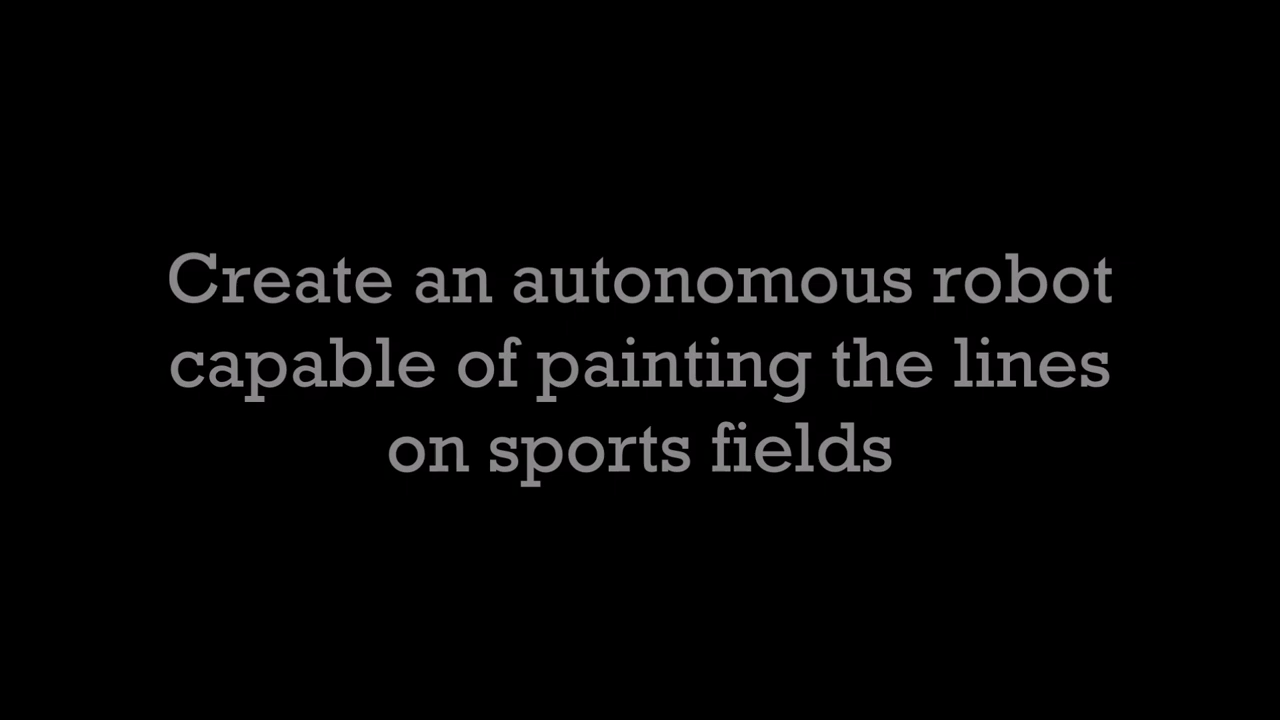 Create an autonomous robot
capable of painting the lines
on sports fields